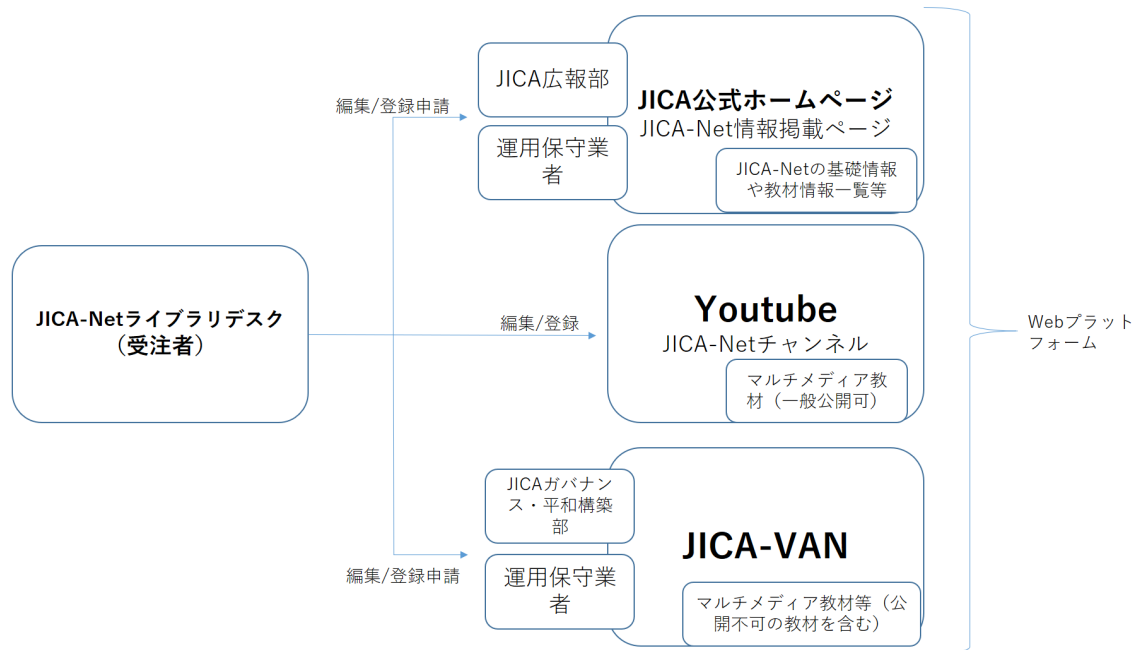 JICA広報部
編集/登録申請
運用保守業
者
JICA公式ホームページ
JICA-Net情報掲載ページ
JICA-Netの基礎情報
や教材情報一覧等
JICA-Netライブラリデスク
（受注者）
編集/登録
Youtube
JICA-Netチャンネル
マルチメディア教
材（一般公開可）
Webプラット
フォーム
JICAガバナン
ス・平和構築
部
編集/登録申請
運用保守業
者
JICA-VAN
マルチメディア教材等（公
開不可の教材を含む）